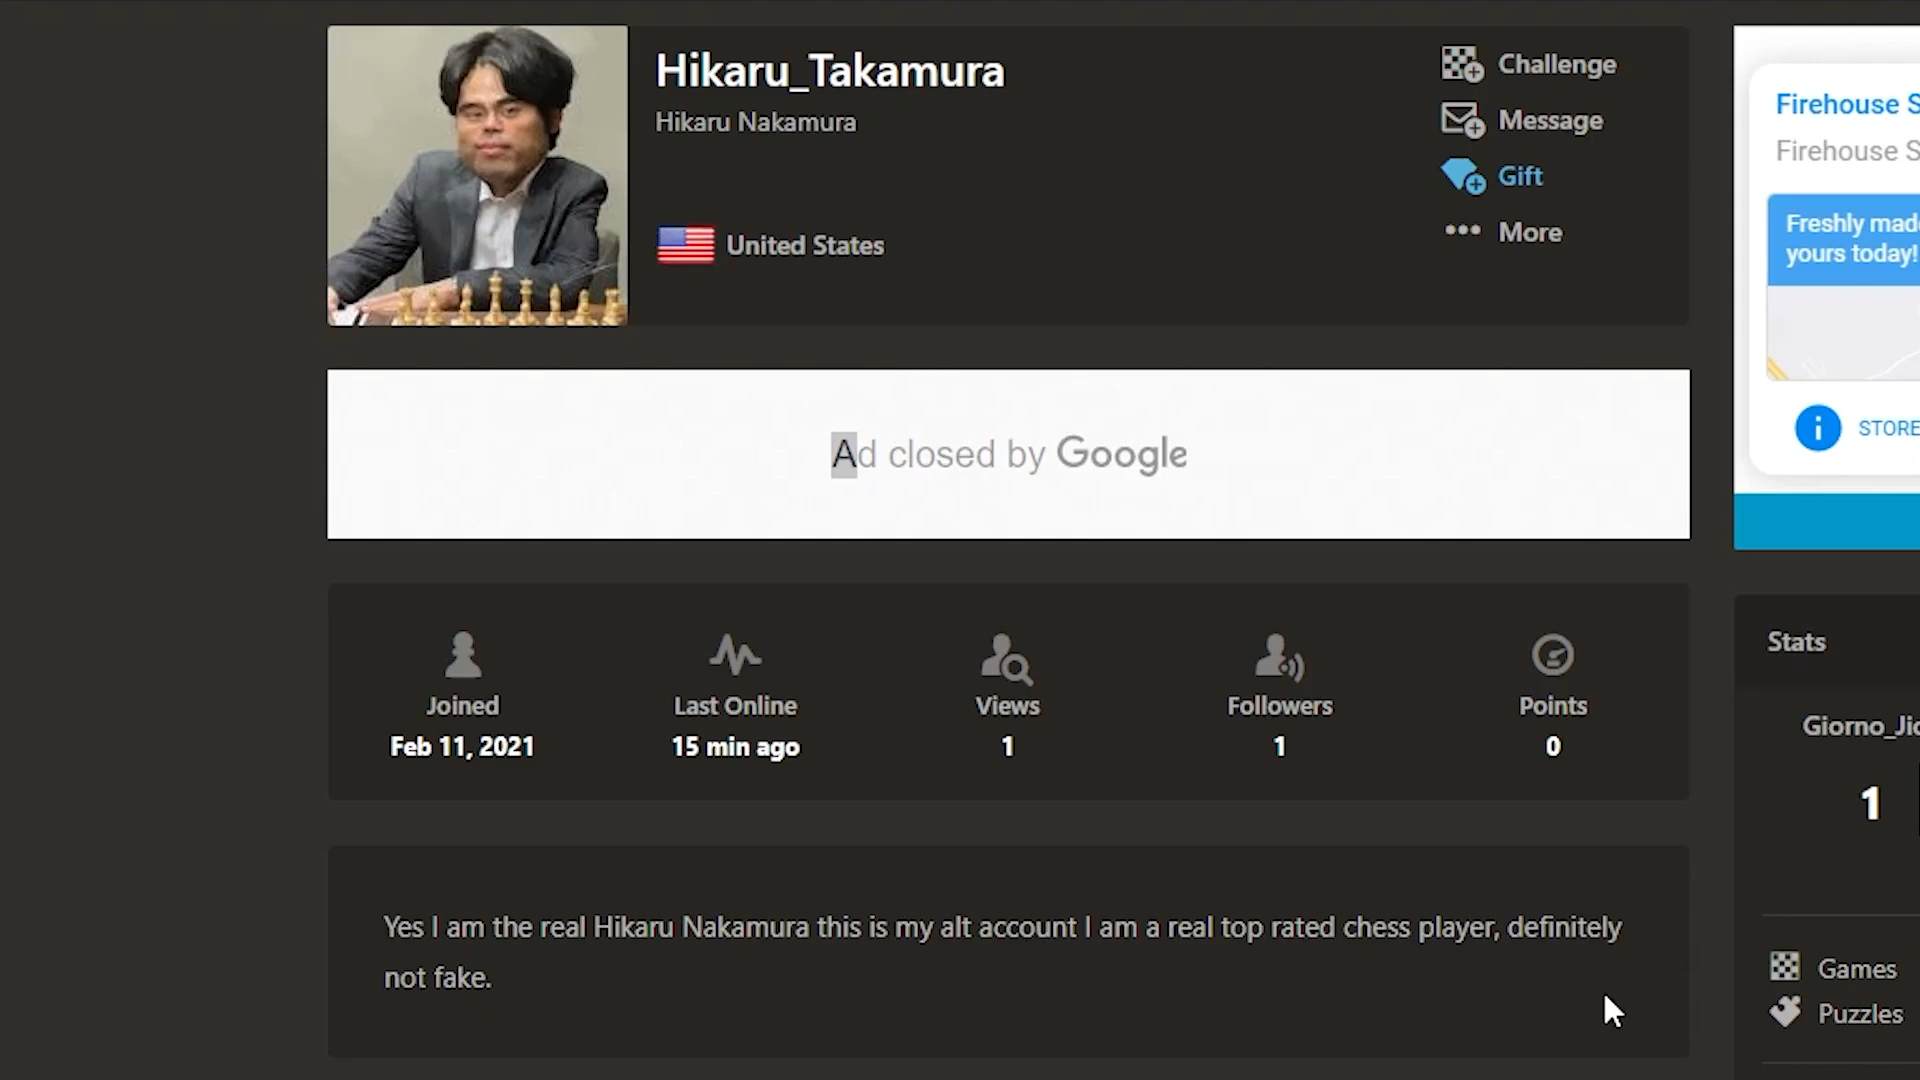 Hikaru_Takamura
Hikaru Nakamura
United States
Challenge
Message
Gift
More
Firehouse S
Firehouse S
Freshly mad
yours today!
STORE
Ad closed by Google
Joined
Feb 11, 2021
Last Online
15 min ago
Views
1
Followers
1
Points
0
Yes I am the real Hikaru Nakamura this is my alt account I am a real top rated chess player, definitely
not fake.
Stats
Giorno_Jio
1
Games
Puzzles